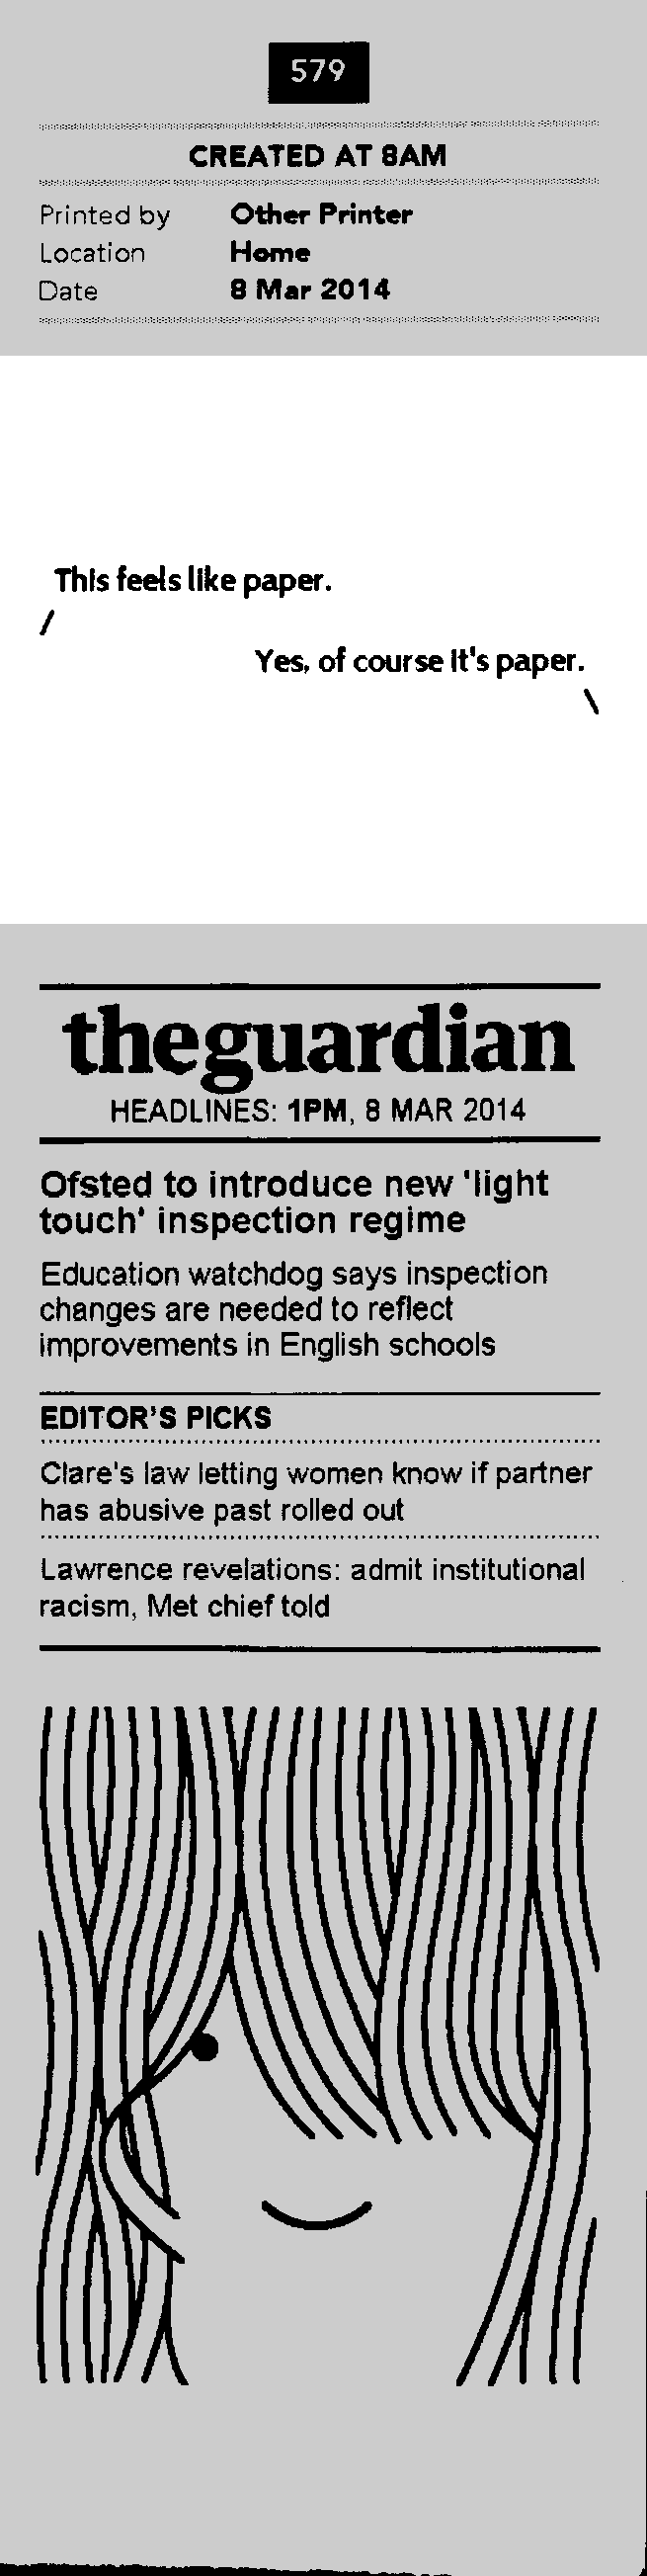 579
CREATED AT 8AM
Printed by Other Printer
Location Home
Date 8 Mar 2014
This feels like paper.
Yes, of course it's paper.
theguardian
HEADLINES: 1PM, 8 MAR 2014
Ofsted to introduce new 'light
touch' inspection regime
Education watchdog says inspection
changes are needed to reflect
improvements in English schools
EDITOR'S PICKS
Clare's law letting women know if partner
has abusive past rolled out
Lawrence revelations: admit institutional
racism, Met chief told